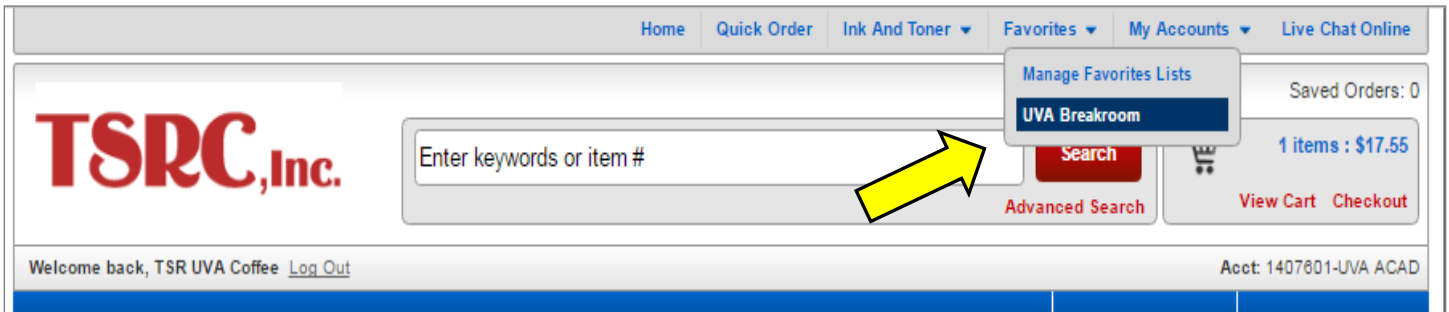 Home Quick Order Ink And Toner Favorites My Accounts Live Chat Online
Manage Favorites Lists
UVA Breakroom
Saved Orders: 0
TSRC,Inc.
Enter keywords or item #
Search
1 items : $17.55
Advanced Search
View Cart Checkout
Welcome back, TSR UVA Coffee Log Out
Acct: 1407601-UVA ACAD